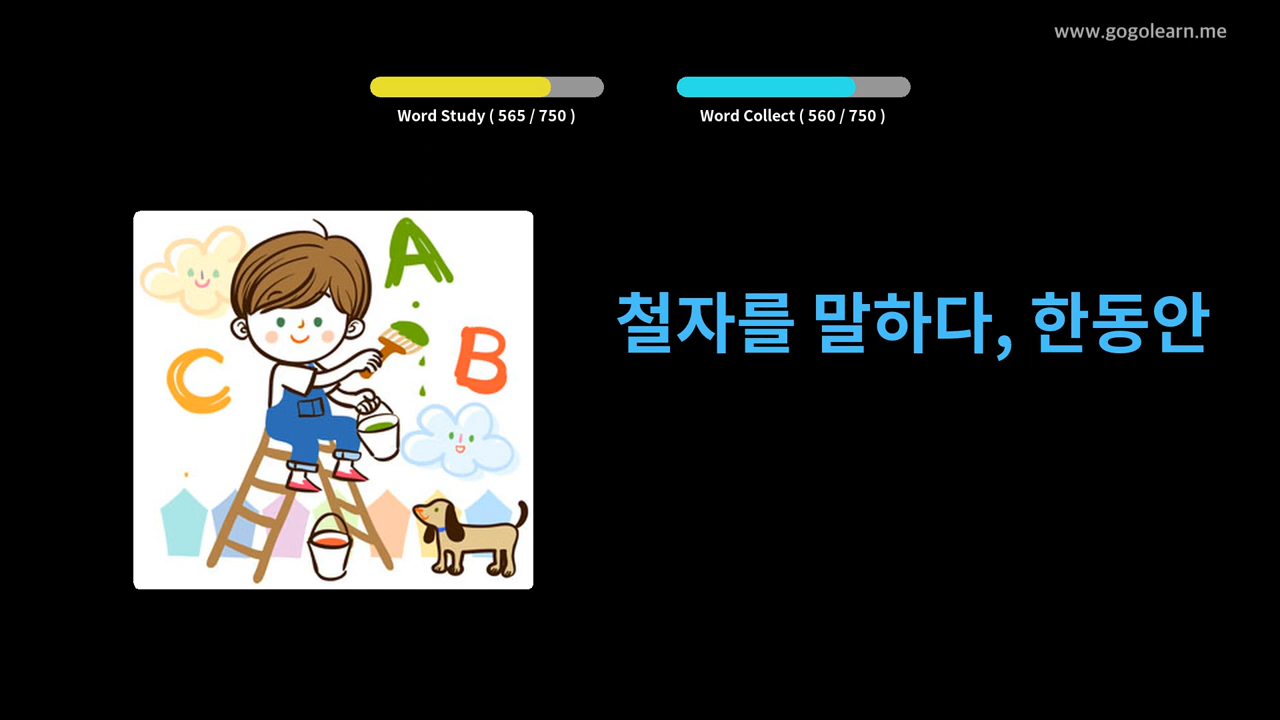 www.gogolearn.me
Word Study ( 565 / 750 )
Word Collect ( 560 / 750 )
A
B
C
철자를 말하다, 한동안